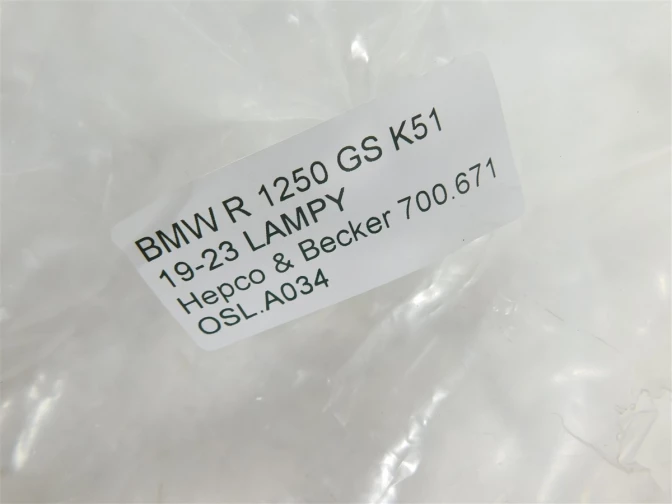 BMW R 1250 GS K51
19-23 LAMPY
Hepco & Becker 700.671
OSL.A034